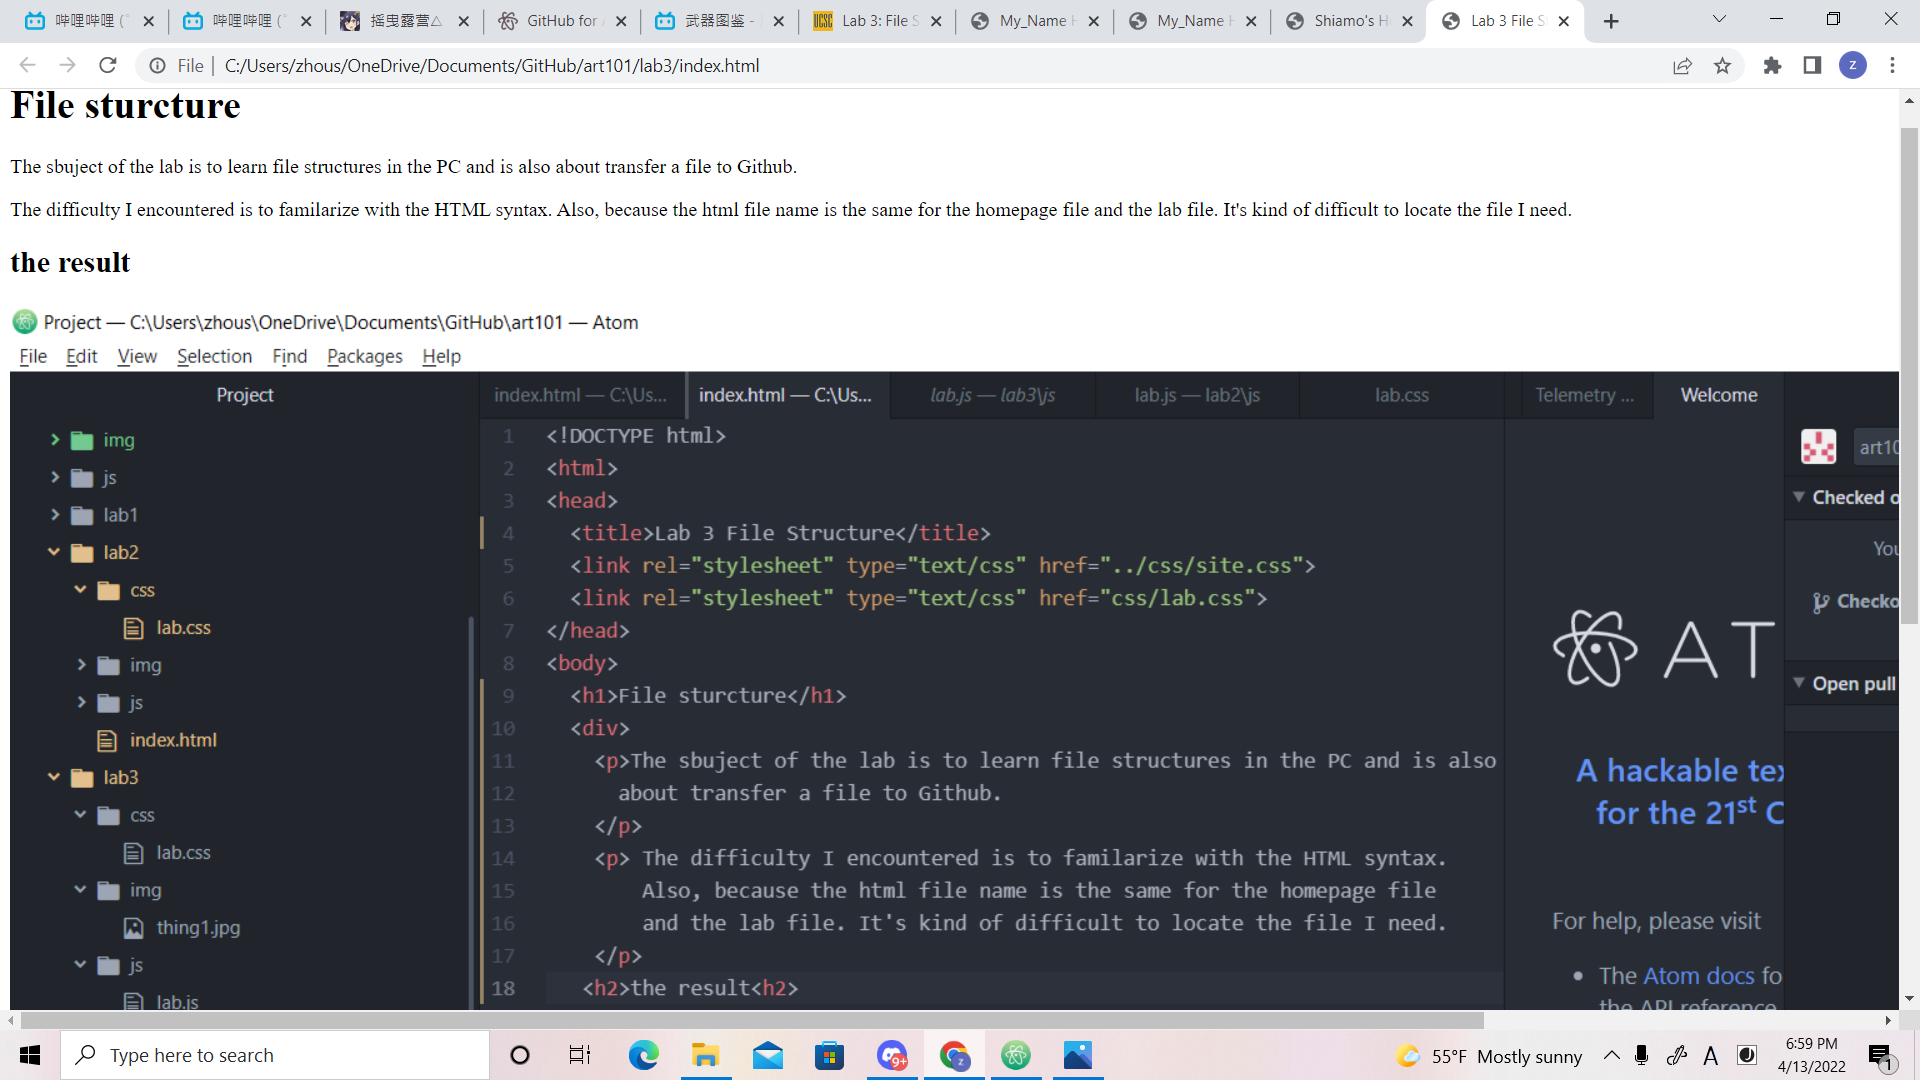 哔哩哔哩 (
哔哩哔哩 (
摇曳露营△
GitHub for
武器图鉴 -
UCSC Lab 3: File S
My_Name H
My_Name H
Shiamo's H
Lab 3 File S
File
C:/Users/zhous/OneDrive/Documents/GitHub/art101/lab3/index.html
Z
File sturcture
The sbuject of the lab is to learn file structures in the PC and is also about transfer a file to Github.
The difficulty I encountered is to familarize with the HTML syntax. Also, because the html file name is the same for the homepage file and the lab file. It's kind of difficult to locate the file I need.
the result
Project — C:\Users\zhous\OneDrive\Documents\GitHub\art101 — Atom
File Edit View Selection Find Packages Help
Project
index.html — C:\Us...
index.html — C:\Us...
lab.js — lab3\js
lab.js — lab2\js
lab.css
Telemetry ...
Welcome
img
js
lab1
lab2
css
lab.css
img
js
index.html
lab3
css
lab.css
img
thing1.jpg
js
lab.js
1 <!DOCTYPE html>
2 <html>
3 <head>
4 <title>Lab 3 File Structure</title>
5 <link rel="stylesheet" type="text/css" href="../css/site.css">
6 <link rel="stylesheet" type="text/css" href="css/lab.css">
7 </head>
8 <body>
9 <h1>File sturcture</h1>
10 <div>
11 <p>The sbuject of the lab is to learn file structures in the PC and is also
12 about transfer a file to Github.
13 </p>
14 <p> The difficulty I encountered is to familarize with the HTML syntax.
15 Also, because the html file name is the same for the homepage file
16 and the lab file. It's kind of difficult to locate the file I need.
17 </p>
18 <h2>the result<h2>
AT
A hackable tex
for the 21st C
For help, please visit
The Atom docs fo
the API reference
art10
Checked o
You
Checko
Open pull
Type here to search
9+
Z
55°F Mostly sunny
A
6:59 PM
4/13/2022
1